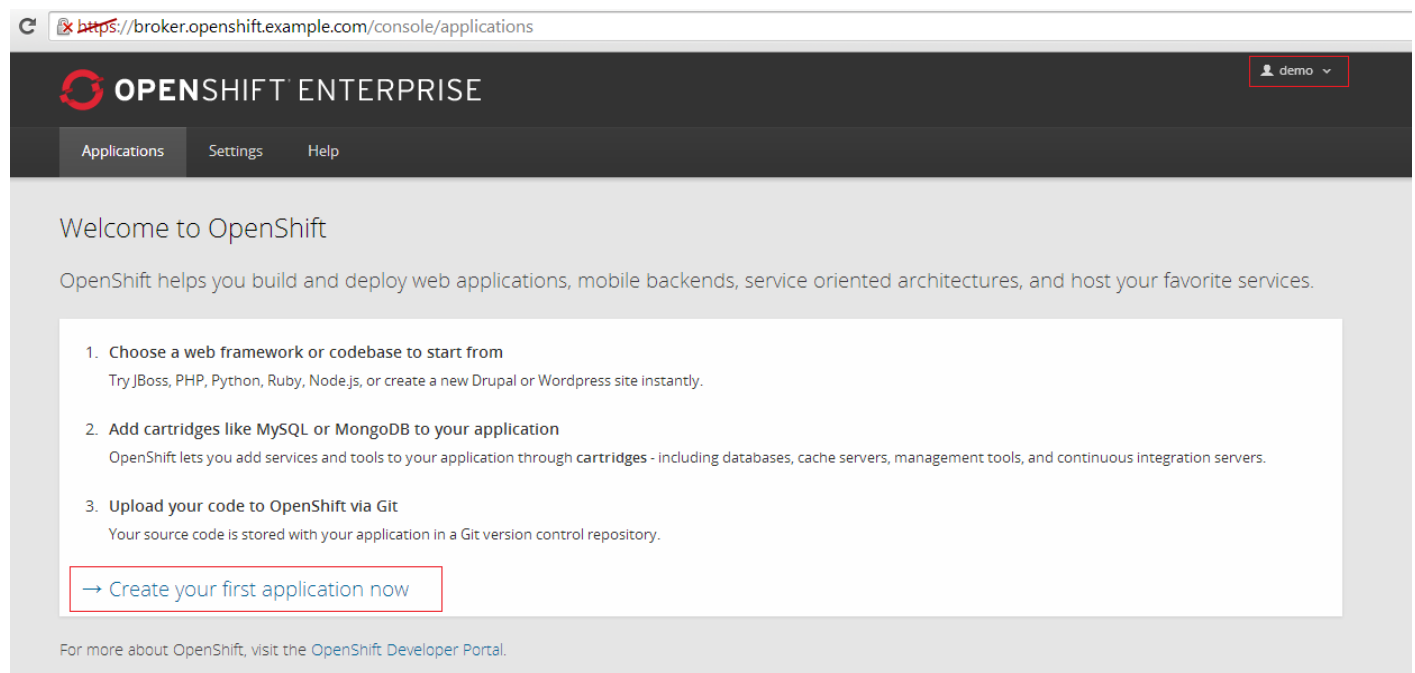 https://broker.openshift.example.com/console/applications
OPENSHIFT ENTERPRISE
demo
Applications Settings Help
Welcome to OpenShift
OpenShift helps you build and deploy web applications, mobile backends, service oriented architectures, and host your favorite services.
1. Choose a web framework or codebase to start from
Try JBoss, PHP, Python, Ruby, Node.js, or create a new Drupal or Wordpress site instantly.
2. Add cartridges like MySQL or MongoDB to your application
OpenShift lets you add services and tools to your application through cartridges - including databases, cache servers, management tools, and continuous integration servers.
3. Upload your code to OpenShift via Git
Your source code is stored with your application in a Git version control repository.
→ Create your first application now
For more about OpenShift, visit the OpenShift Developer Portal.